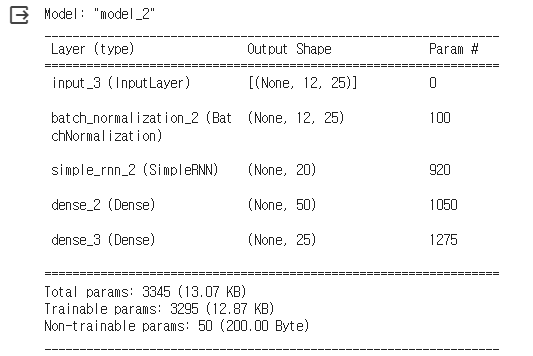 Model: "model_2"
_________________________________________________________________
Layer (type) Output Shape Param #
=================================================================
input_3 (InputLayer) [(None, 12, 25)] 0
batch_normalization_2 (Bat (None, 12, 25) 100
chNormalization)
simple_rnn_2 (SimpleRNN) (None, 20) 920
dense_2 (Dense) (None, 50) 1050
dense_3 (Dense) (None, 25) 1275
=================================================================
Total params: 3345 (13.07 KB)
Trainable params: 3295 (12.87 KB)
Non-trainable params: 50 (200.00 Byte)
_________________________________________________________________